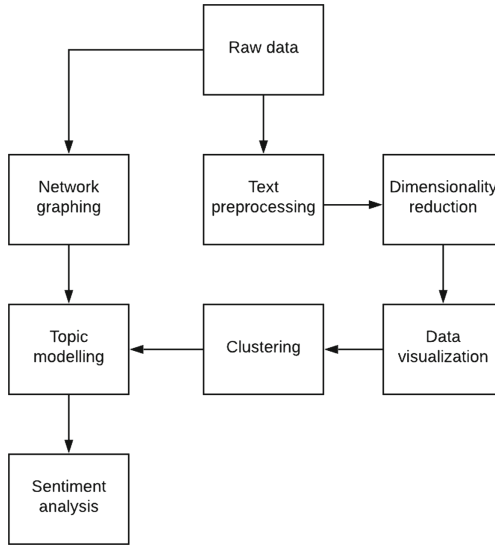 Raw data
Network
graphing
Text
preprocessing
Dimensionality
reduction
Topic
modelling
Clustering
Data
visualization
Sentiment
analysis